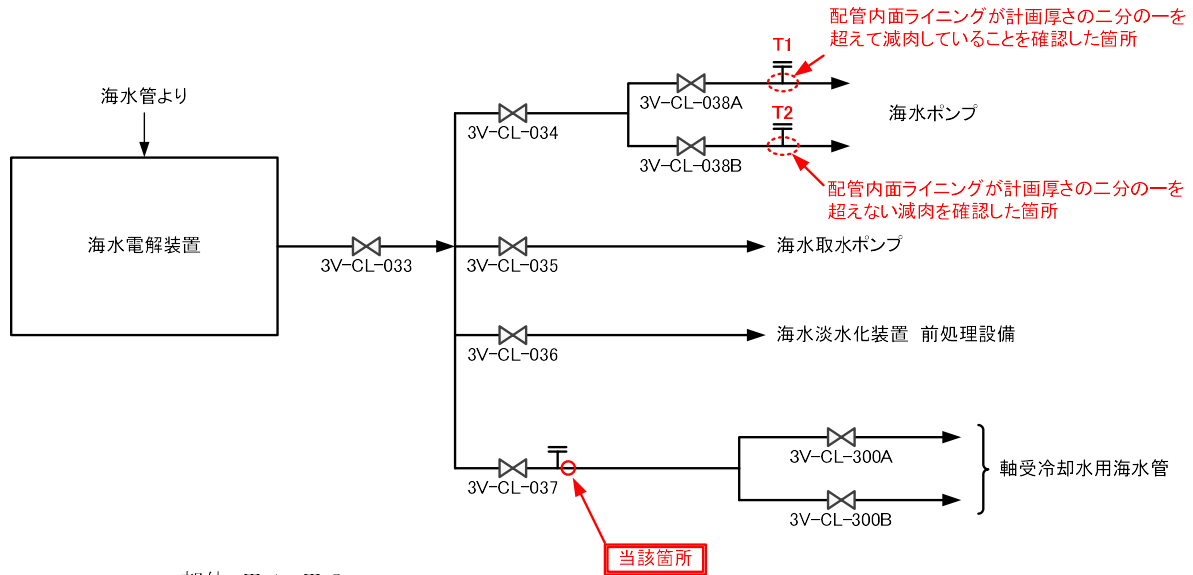 配管内面ライニングが計画厚さの二分の一を
超えて減肉していることを確認した箇所
T1
海水管より
3V-CL-038A
海水ポンプ
T2
3V-CL-034
3V-CL-038B
配管内面ライニングが計画厚さの二分の一を
超えない減肉を確認した箇所
海水電解装置
3V-CL-033
3V-CL-035
海水取水ポンプ
3V-CL-036
海水淡水化装置 前処理設備
3V-CL-037
3V-CL-300A
軸受冷却水用海水管
3V-CL-300B
当該箇所